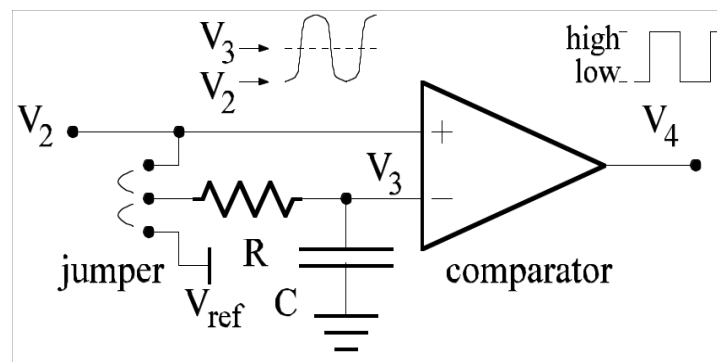 V3
V2
high
low
V2
V4
+
V3
−
R
jumper
comparator
Vref
C